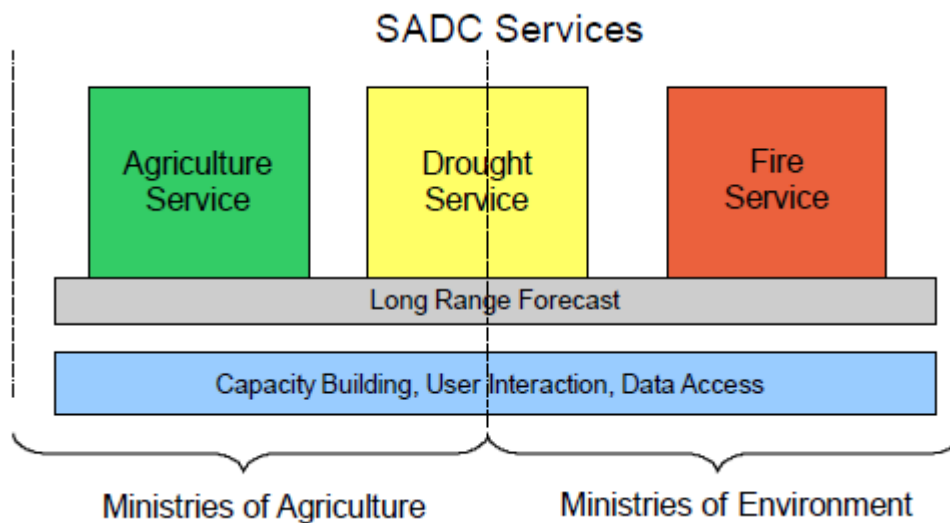 SADC Services
Agriculture
Service
Drought
Service
Fire
Service
Long Range Forecast
Capacity Building, User Interaction, Data Access
Ministries of Agriculture
Ministries of Environment